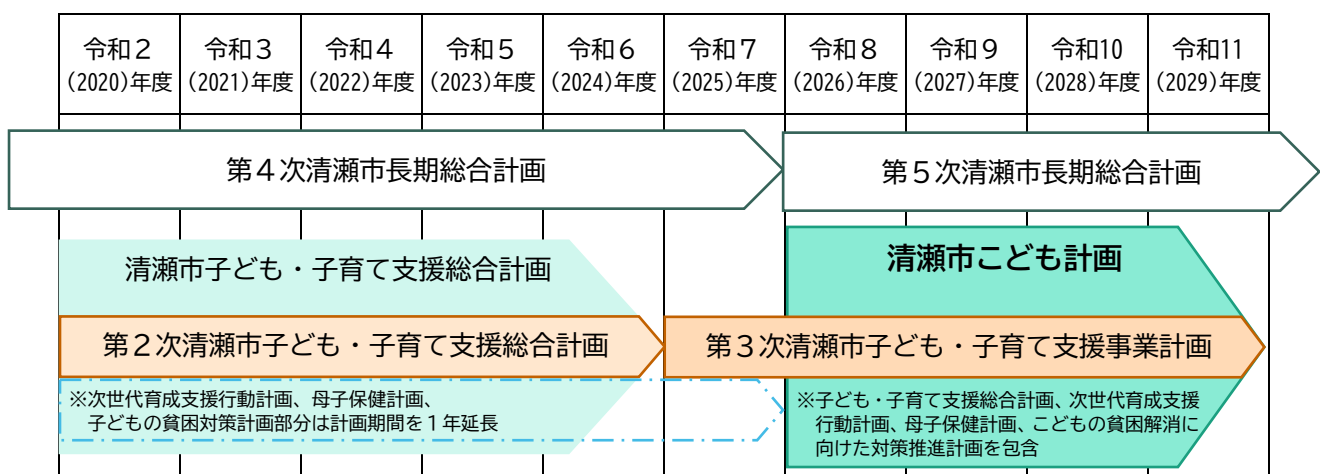 令和２ 令和３ 令和４ 令和５ 令和６ 令和７ 令和８ 令和９ 令和10 令和11
(2020)年度 (2021)年度 (2022)年度 (2023)年度 (2024)年度 (2025)年度 (2026)年度 (2027)年度 (2028)年度 (2029)年度
第４次清瀬市長期総合計画
第５次清瀬市長期総合計画
清瀬市子ども・子育て支援総合計画
清瀬市こども計画
第２次清瀬市子ども・子育て支援総合計画
第３次清瀬市子ども・子育て支援事業計画
※次世代育成支援行動計画、母子保健計画、
子どもの貧困対策計画部分は計画期間を１年延長
※子ども・子育て支援総合計画、次世代育成支援
行動計画、母子保健計画、こどもの貧困解消に
向けた対策推進計画を包含